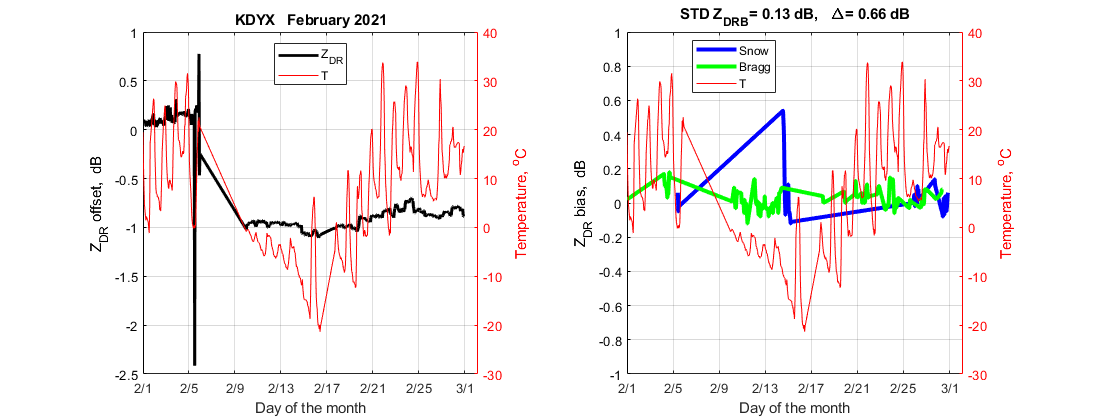 KDYX February 2021
1
0.5
0
-0.5
-1
-1.5
-2
-2.5
Z_DR offset, dB
Z_DR
T
40
30
20
10
0
-10
-20
-30
Temperature, °C
2/1 2/5 2/9 2/13 2/17 2/21 2/25 3/1
Day of the month
STD Z_DRB = 0.13 dB, Δ= 0.66 dB
1
0.8
0.6
0.4
0.2
0
-0.2
-0.4
-0.6
-0.8
-1
Z_DR bias, dB
Snow
Bragg
T
40
30
20
10
0
-10
-20
-30
Temperature, °C
2/1 2/5 2/9 2/13 2/17 2/21 2/25 3/1
Day of the month